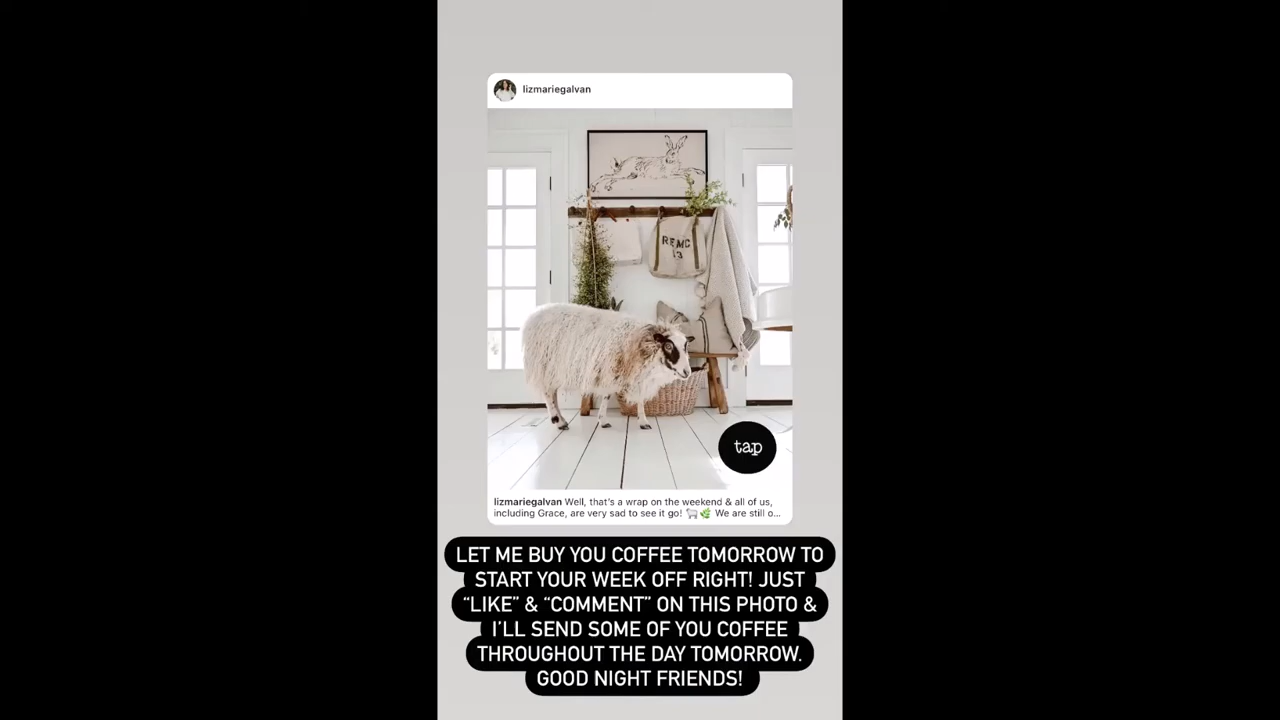 lizmariegalvan
REMC
13
tap
lizmariegalvan Well, that's a wrap on the weekend & all of us,
including Grace, are very sad to see it go! 🐑🌿 We are still o...
LET ME BUY YOU COFFEE TOMORROW TO
START YOUR WEEK OFF RIGHT! JUST
“LIKE” & “COMMENT” ON THIS PHOTO &
I’LL SEND SOME OF YOU COFFEE
THROUGHOUT THE DAY TOMORROW.
GOOD NIGHT FRIENDS!